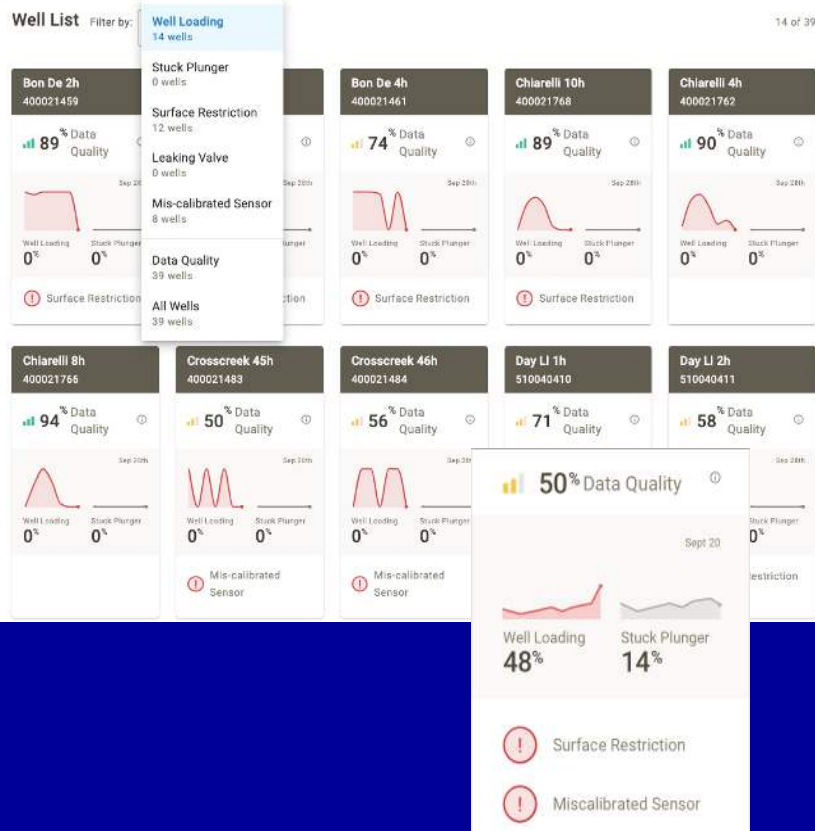 Well List Filter by:
14 of 39
Well Loading
14 wells
Stuck Plunger
0 wells
Surface Restriction
12 wells
Leaking Valve
0 wells
Mis-calibrated Sensor
8 wells
Data Quality
39 wells
All Wells
39 wells
Bon De 2h
400021459
89% Data Quality
Well Loading Stuck Plunger
0% 0%
Surface Restriction
Sep 28th
Bon De 4h
400021461
74% Data Quality
Well Loading Stuck Plunger
0% 0%
Surface Restriction
Chiarelli 10h
400021768
89% Data Quality
Sep 28th
Well Loading Stuck Plunger
0% 0%
Surface Restriction
Chiarelli 4h
400021762
90% Data Quality
Sep 28th
Well Loading Stuck Plunger
0% 0%
Chiarelli 8h
400021766
94% Data Quality
Sep 28th
Well Loading Stuck Plunger
0% 0%
Crosscreek 45h
400021483
50% Data Quality
Sep 28th
Well Loading Stuck Plunger
0% 0%
Mis-calibrated
Sensor
Crosscreek 46h
400021484
56% Data Quality
Well Loading Stuck Plunger
0% 0%
Mis-calibrated
Sensor
Day LI 1h
510040410
71% Data Quality
Day LI 2h
510040411
58% Data Quality
Sep 28th
Stuck Plunger
0%
50% Data Quality
Sept 20
Well Loading Stuck Plunger
48% 14%
Surface Restriction
Miscalibrated Sensor